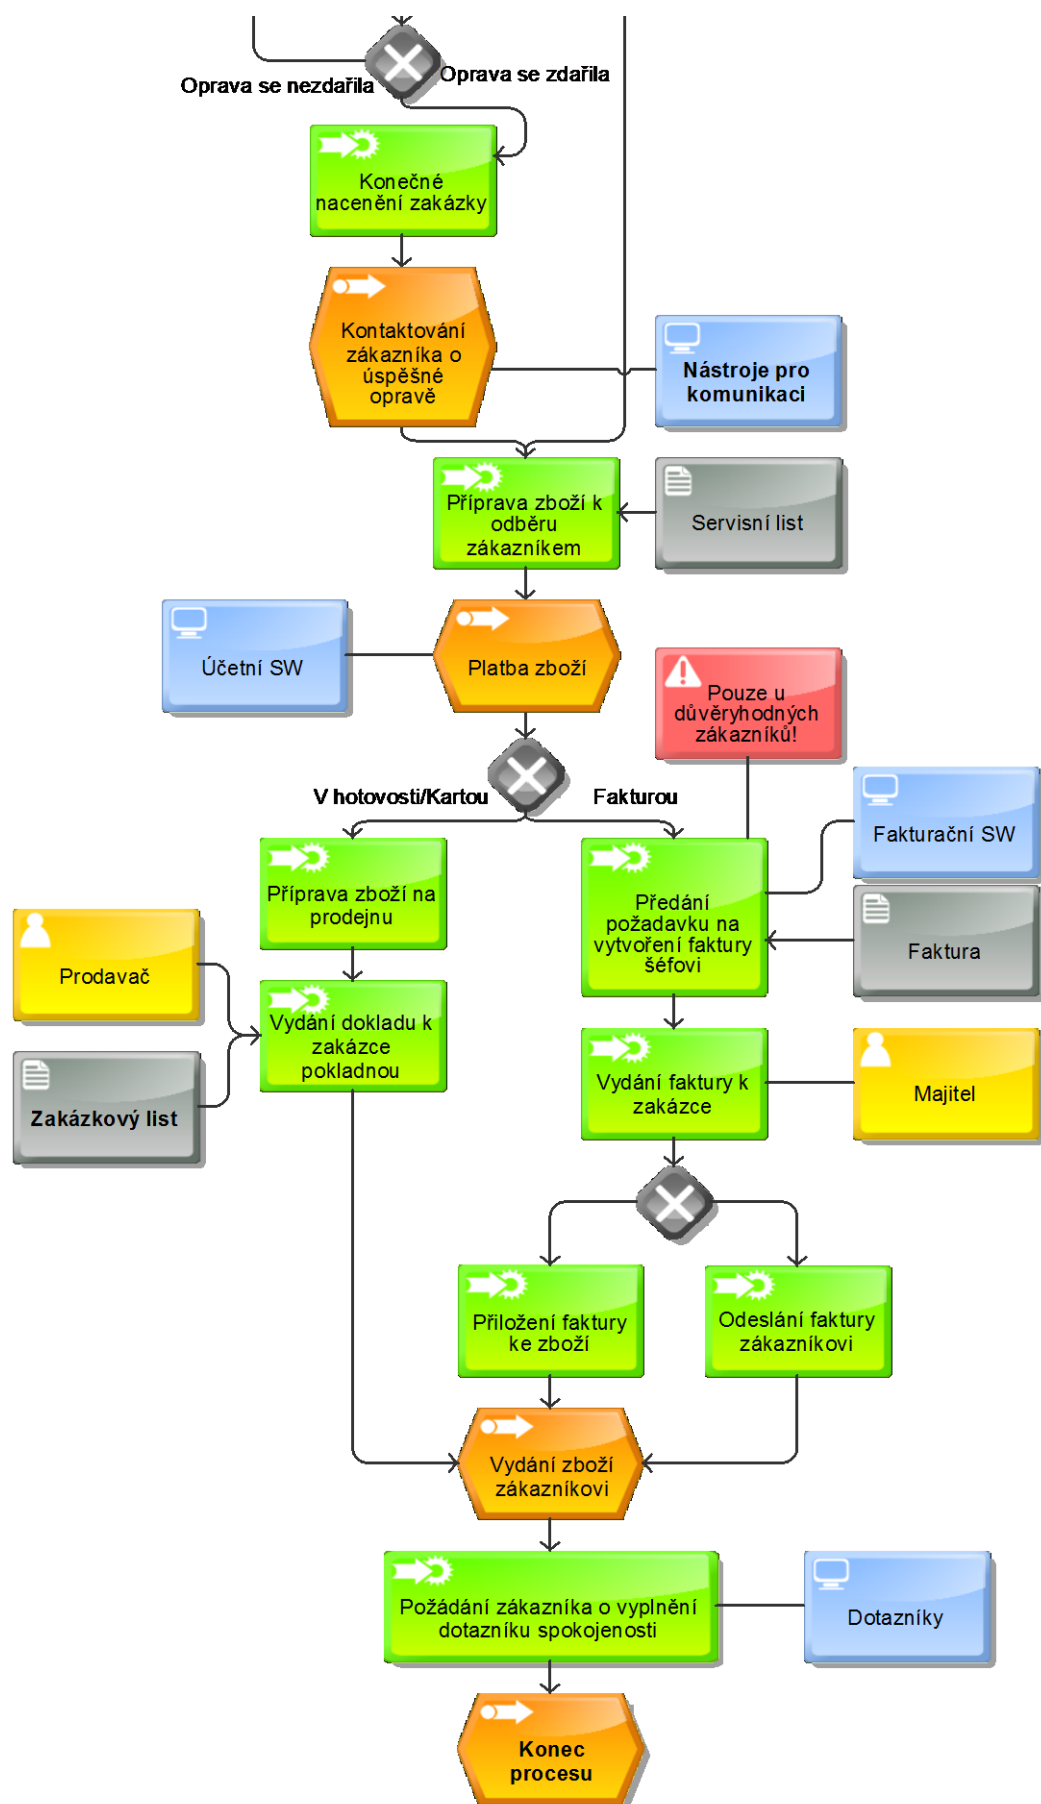 Oprava se nezdařila
Oprava se zdařila
Konečné
nacenění zakázky
Kontaktování
zákazníka o
úspěšné
opravě
Nástroje pro
komunikaci
Příprava zboží k
odběru
zákazníkem
Servisní list
Účetní SW
Platba zboží
Pouze u
důvěryhodných
zákazníků!
V hotovosti/Kartou
Fakturou
Fakturační SW
Příprava zboží na
prodejnu
Předání
požadavku na
vytvoření faktury
šéfovi
Faktura
Prodavač
Vydání dokladu k
zakázce
pokladnou
Vydání faktury k
zakázce
Majitel
Zakázkový list
Přiložení faktury
ke zboží
Odeslání faktury
zákazníkovi
Vydání zboží
zákazníkovi
Požádání zákazníka o vyplnění
dotazníku spokojenosti
Dotazníky
Konec
procesu